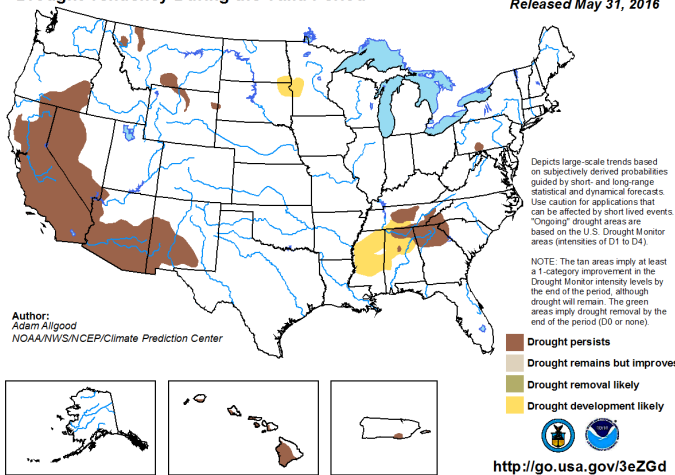 Released May 31, 2016
Depicts large-scale trends based
on subjectively derived probabilities
guided by short- and long-range
statistical and dynamical forecasts.
Use caution for applications that
can be affected by short lived events.
"Ongoing" drought areas are
based on the U.S. Drought Monitor
areas (intensities of D1 to D4).
NOTE: The tan areas imply at least
a 1-category improvement in the
Drought Monitor intensity levels by
the end of the period, although
drought will remain. The green
areas imply drought removal by the
end of the period (D0 or none).
Author:
Adam Allgood
NOAA/NWS/NCEP/Climate Prediction Center
Drought persists
Drought remains but improves
Drought removal likely
Drought development likely
http://go.usa.gov/3eZGd